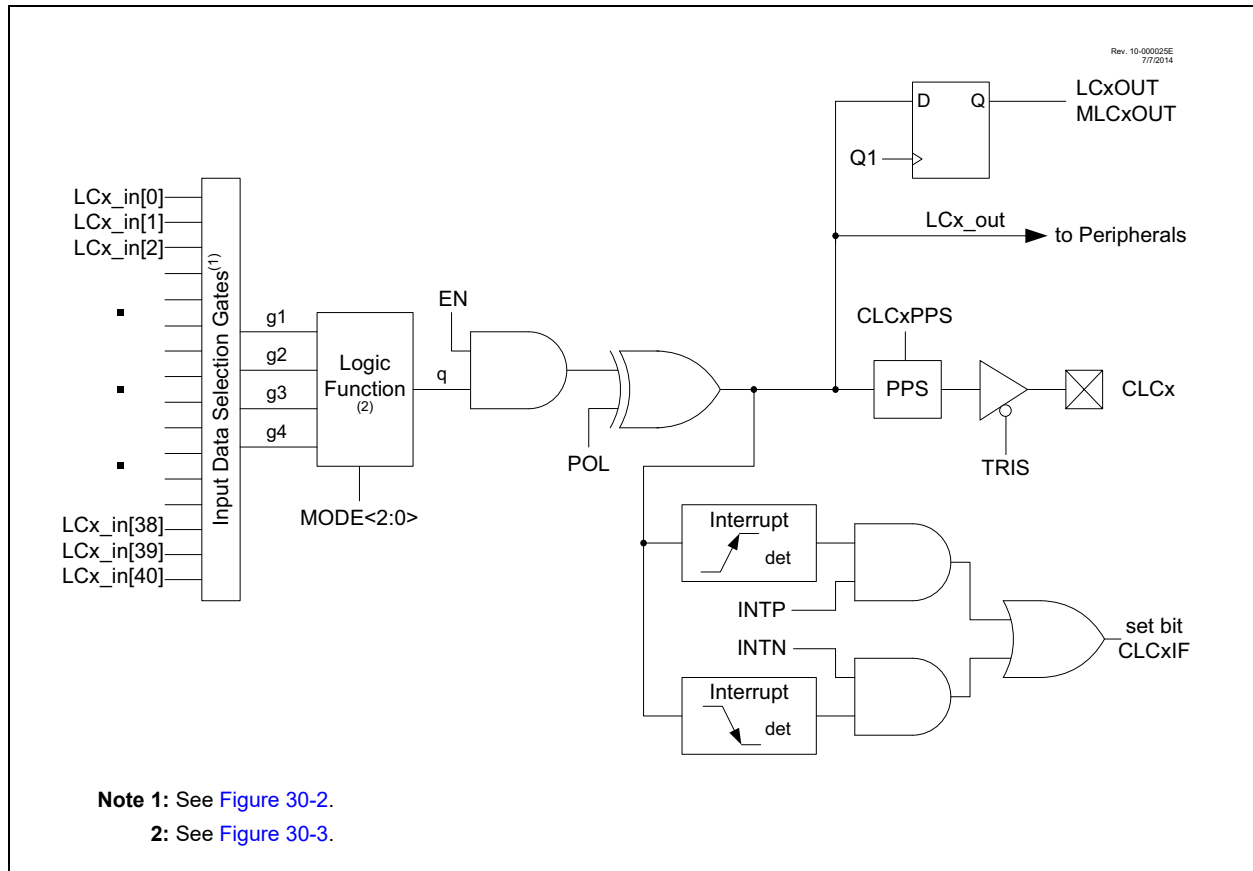 Rev. 10-000025E
7/7/2014
D Q
LCxOUT
MLCxOUT
Q1
LCx_out
to Peripherals
LCx_in[0]
LCx_in[1]
LCx_in[2]
LCx_in[38]
LCx_in[39]
LCx_in[40]
Input Data Selection Gates(1)
g1
g2
g3
g4
Logic
Function
(2)
MODE<2:0>
q
EN
POL
CLCxPPS
PPS
TRIS
CLCx
Interrupt
det
INTP
INTN
Interrupt
det
set bit
CLCxIF
Note 1: See Figure 30-2.
2: See Figure 30-3.